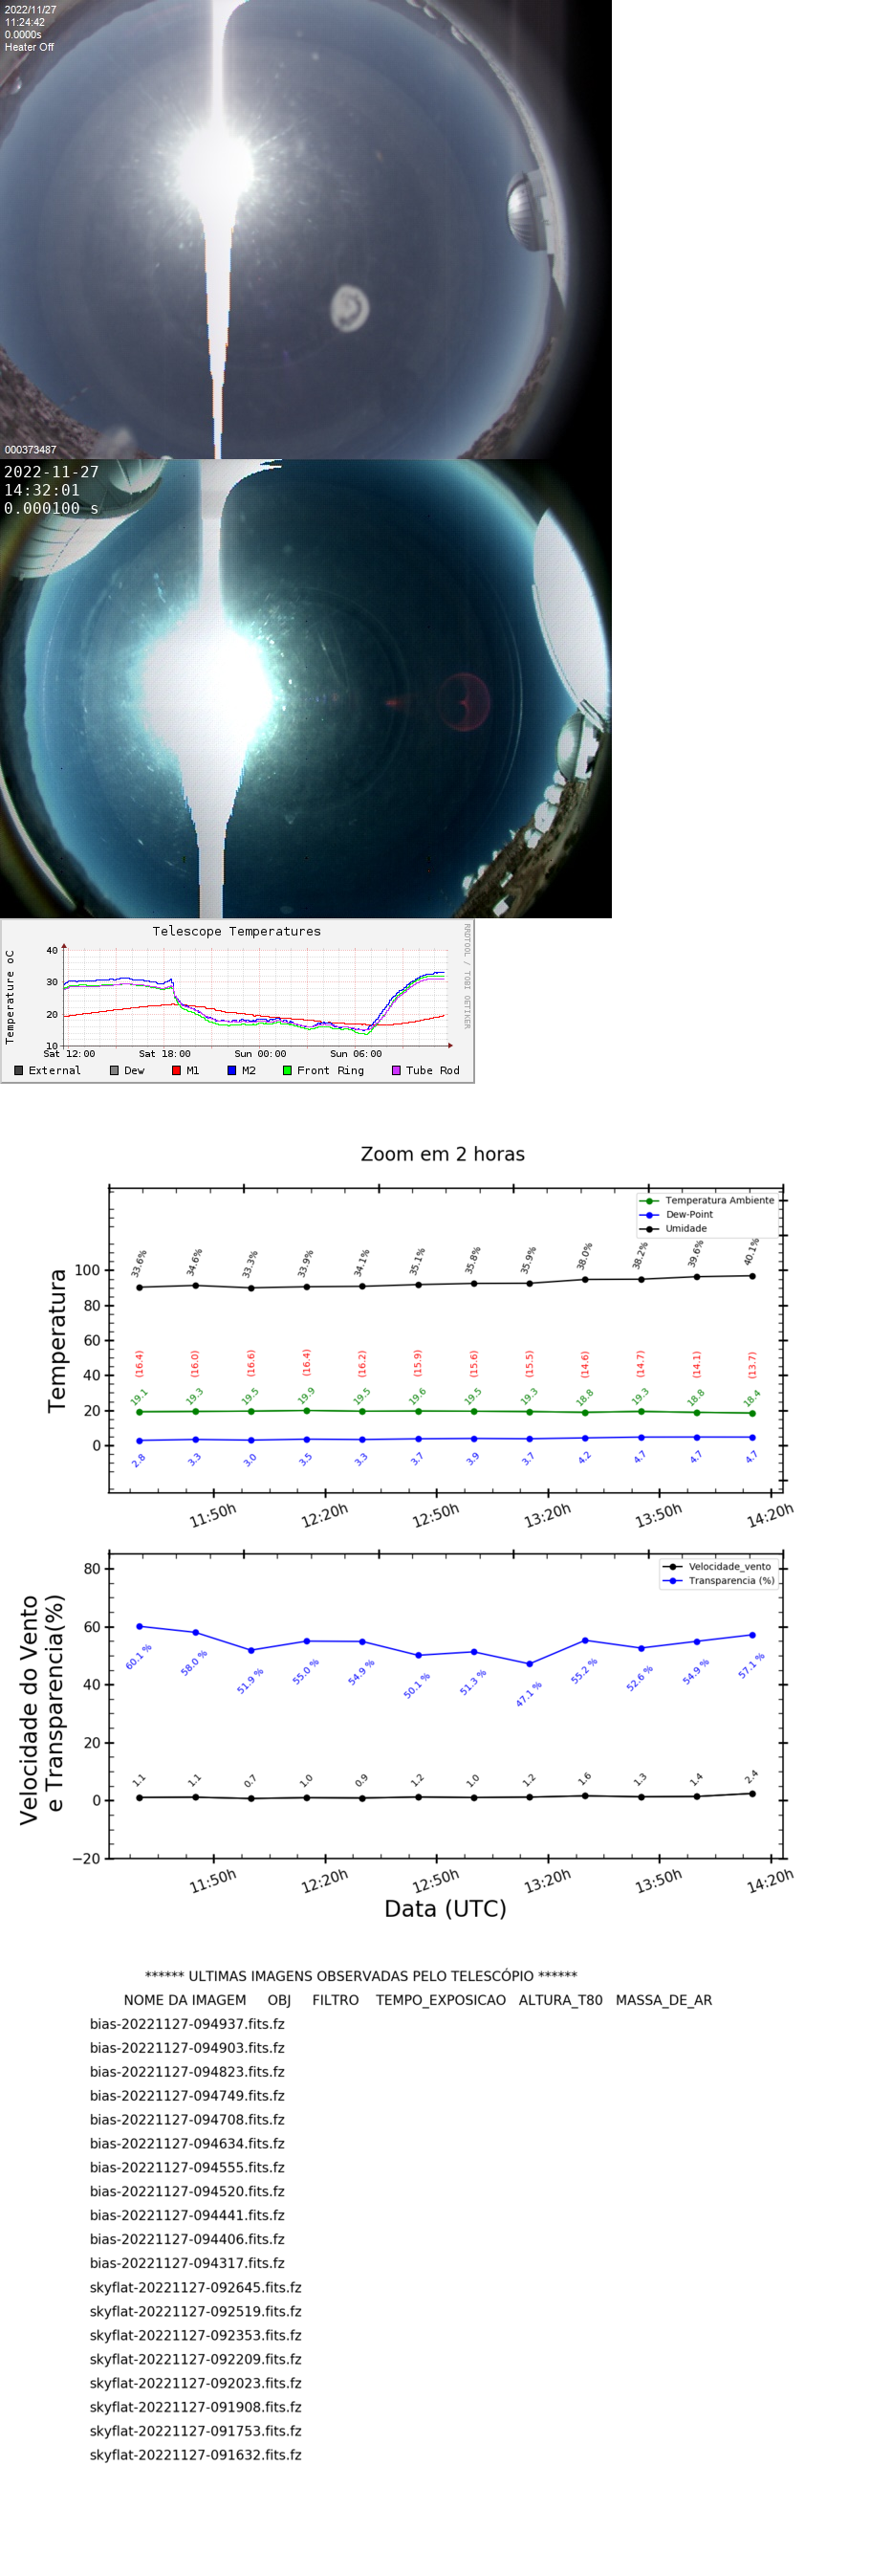 2022/11/27
11:24:42
0.0000s
Heater Off
000373487
2022-11-27
14:32:01
0.000100 s
Telescope Temperatures
RRDTOOL / TOBI OETIKER
Temperature oC
40
30
20
10
Sat 12:00 Sat 18:00 Sun 00:00 Sun 06:00
External Dew M1 M2 Front Ring Tube Rod
Zoom em 2 horas
Temperatura Ambiente
Dew-Point
Umidade
Temperatura
100
80
60
40
20
0
33.6% 34.6% 33.3% 33.9% 34.1% 35.1% 35.8% 35.9% 38.0% 38.2% 39.6% 40.1%
(16.4) (16.0) (16.6) (16.4) (16.2) (15.9) (15.6) (15.5) (14.6) (14.7) (14.1) (13.7)
19.1 19.3 19.5 19.9 19.5 19.6 19.5 19.3 18.8 19.3 18.8 18.4
2.8 3.3 3.0 3.5 3.3 3.7 3.9 3.7 4.2 4.7 4.7 4.7
11:50h 12:20h 12:50h 13:20h 13:50h 14:20h
Velocidade_vento
Transparencia (%)
Velocidade do Vento
e Transparencia(%)
80
60
40
20
0
−20
60.1 % 58.0 % 51.9 % 55.0 % 54.9 % 50.1 % 51.3 % 47.1 % 55.2 % 52.6 % 54.9 % 57.1 %
1.1 1.1 0.7 1.0 0.9 1.2 1.0 1.2 1.6 1.3 1.4 2.4
11:50h 12:20h 12:50h 13:20h 13:50h 14:20h
Data (UTC)
****** ULTIMAS IMAGENS OBSERVADAS PELO TELESCÓPIO ******
NOME DA IMAGEM OBJ FILTRO TEMPO_EXPOSICAO ALTURA_T80 MASSA_DE_AR
bias-20221127-094937.fits.fz
bias-20221127-094903.fits.fz
bias-20221127-094823.fits.fz
bias-20221127-094749.fits.fz
bias-20221127-094708.fits.fz
bias-20221127-094634.fits.fz
bias-20221127-094555.fits.fz
bias-20221127-094520.fits.fz
bias-20221127-094441.fits.fz
bias-20221127-094406.fits.fz
bias-20221127-094317.fits.fz
skyflat-20221127-092645.fits.fz
skyflat-20221127-092519.fits.fz
skyflat-20221127-092353.fits.fz
skyflat-20221127-092209.fits.fz
skyflat-20221127-092023.fits.fz
skyflat-20221127-091908.fits.fz
skyflat-20221127-091753.fits.fz
skyflat-20221127-091632.fits.fz